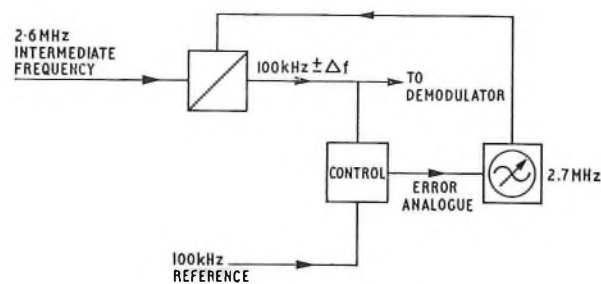 2·6MHz
INTERMEDIATE
FREQUENCY
100kHz ± Δf
TO
DEMODULATOR
CONTROL
ERROR
ANALOGUE
2.7MHz
100kHz
REFERENCE